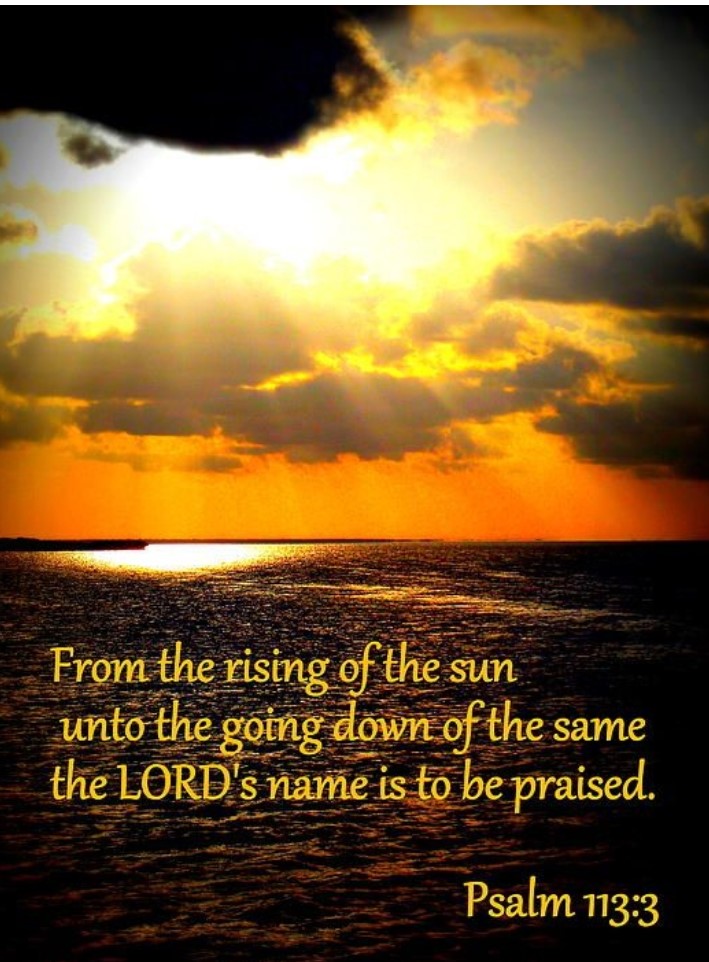 From the rising of the sun
unto the going down of the same
the LORD's name is to be praised.
Psalm 113:3